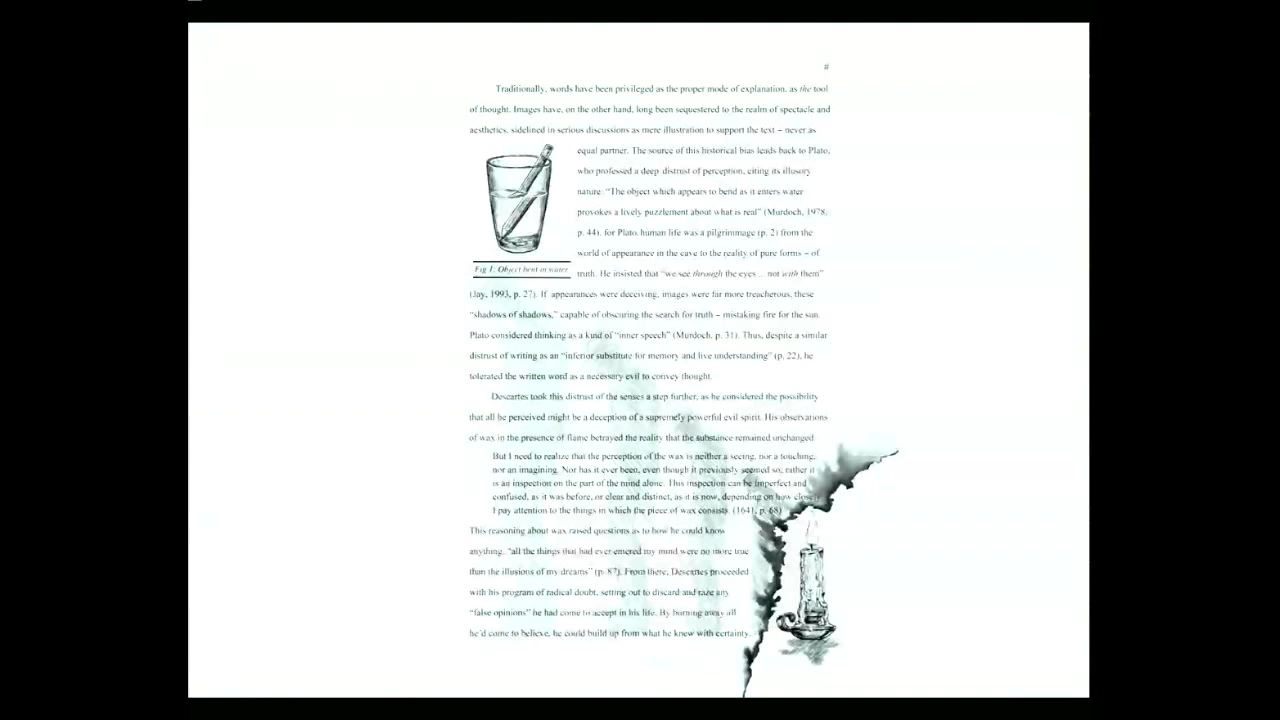 #
Traditionally, words have been privileged as the proper mode of explanation, as the tool
of thought. Images have, on the other hand, long been sequestered to the realm of spectacle and
aesthetics, sidelined in serious discussions as mere illustration to support the text – never as
equal partner. The source of this historical bias leads back to Plato,
who professed a deep distrust of perception, citing its illusory
nature: “The object which appears to bend as it enters water
provokes a lively puzzlement about what is real” (Murdoch, 1978,
p. 44). for Plato, human life was a pilgrimage (p. 2) from the
world of appearance in the cave to the reality of pure forms – of
truth. He insisted that “we see through the eyes ... not with them”
Fig 1: Object bent in water
(Jay, 1993, p. 27). If appearances were deceiving, images were far more treacherous, these
“shadows of shadows,” capable of obscuring the search for truth – mistaking fire for the sun.
Plato considered thinking as a kind of “inner speech” (Murdoch, p. 31). Thus, despite a similar
distrust of writing as an “inferior substitute for memory and live understanding” (p. 22), he
tolerated the written word as a necessary evil to convey thought.
Descartes took this distrust of the senses a step further, as he considered the possibility
that all he perceived might be a deception of a supremely powerful evil spirit. His observations
of wax in the presence of flame betrayed the reality that the substance remained unchanged
But I need to realize that the perception of the wax is neither a seeing, nor a touching,
nor an imagining. Nor has it ever been, even though it previously seemed so; rather it
is an inspection on the part of the mind alone. This inspection can be imperfect and
confused, as it was before, or clear and distinct, as it is now, depending on how closely
I pay attention to the things in which the piece of wax consists. (1641, p. 68)
This reasoning about wax raised questions as to how he could know
anything, “all the things that had ever entered my mind were no more true
than the illusions of my dreams” (p. 87). From there, Descartes proceeded
with his program of radical doubt, setting out to discard and raze any
“false opinions” he had come to accept in his life. By burning away all
he’d come to believe, he could build up from what he knew with certainty.